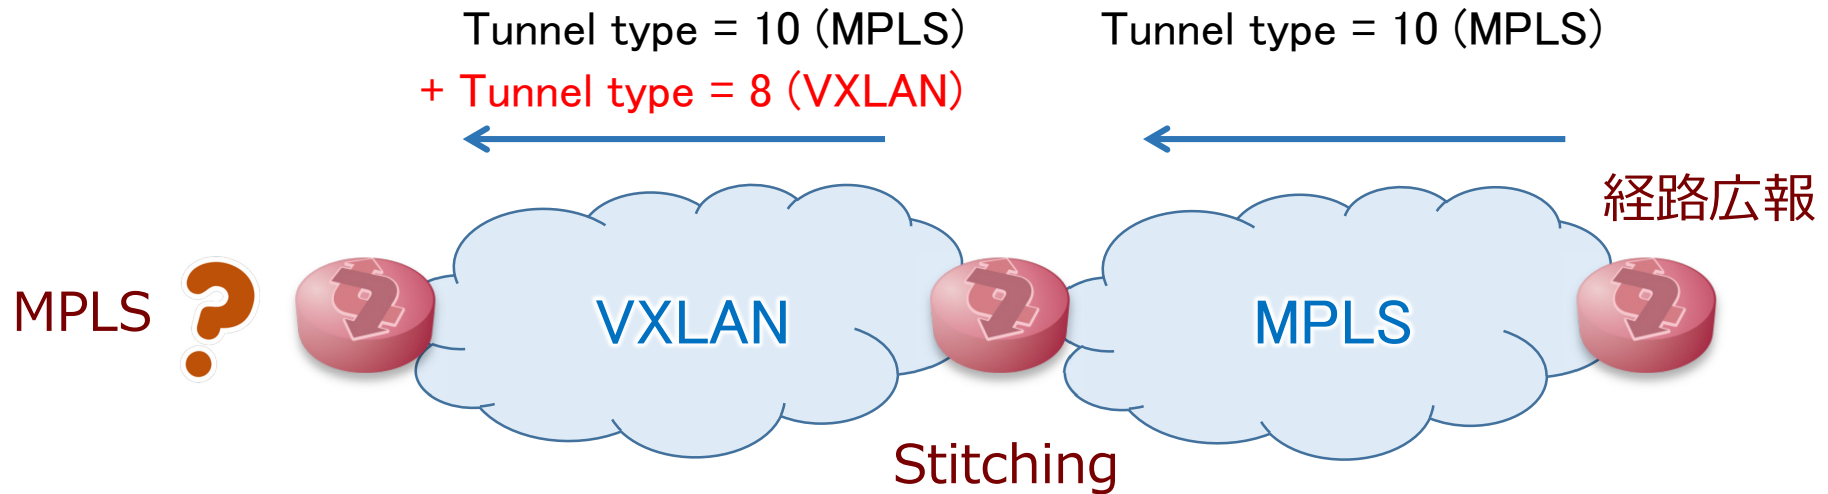 Tunnel type = 10 (MPLS)
Tunnel type = 10 (MPLS)
+ Tunnel type = 8 (VXLAN)
経路広報
MPLS ?
VXLAN
MPLS
Stitching